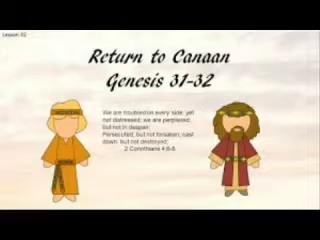 Lesson 32
Return to Canaan
Genesis 31-32
We are troubled on every side, yet
not distressed; we are perplexed,
but not in despair;
Persecuted, but not forsaken; cast
down, but not destroyed;
2 Corinthians 4:8-9